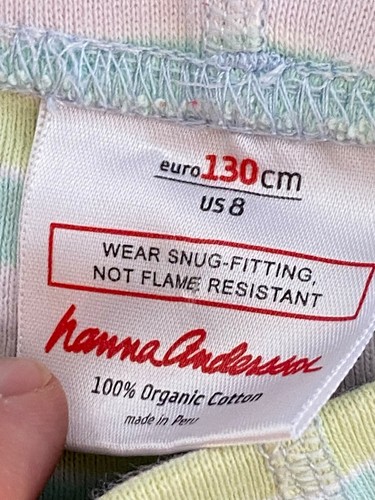 euro 130 cm
US 8
WEAR SNUG-FITTING,
NOT FLAME RESISTANT
hanna andersson
100% Organic Cotton
made in Peru